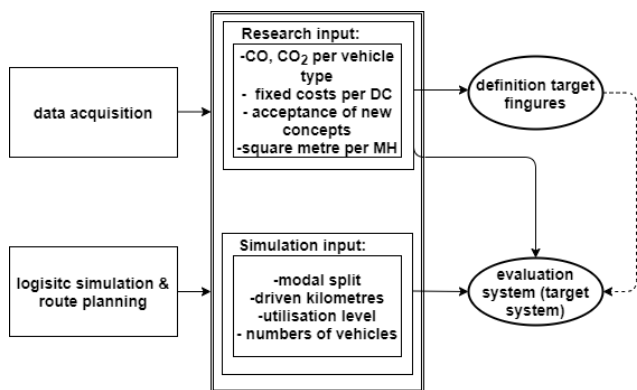 Research input:
-CO, CO2 per vehicle
type
- fixed costs per DC
- acceptance of new
concepts
-square metre per MH
data acquisition
definition target
fingures
Simulation input:
-modal split
-driven kilometres
-utilisation level
- numbers of vehicles
logisitc simulation &
route planning
evaluation
system (target
system)